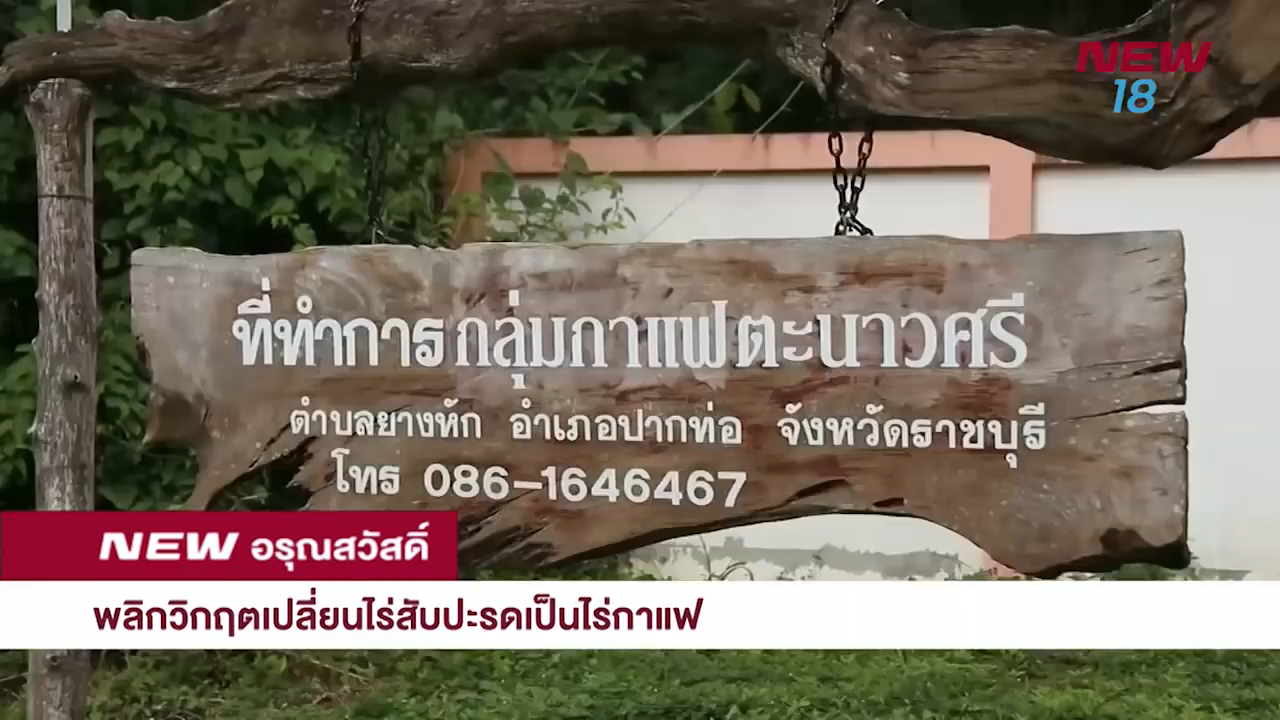 NEW
18
ที่ทำการกลุ่มกาแฟตะนาวศรี
ตำบลยางหัก อำเภอปากท่อ จังหวัดราชบุรี
โทร 086-1646467
NEW อรุณสวัสดิ์
พลิกวิกฤตเปลี่ยนไร่สับปะรดเป็นไร่กาแฟ